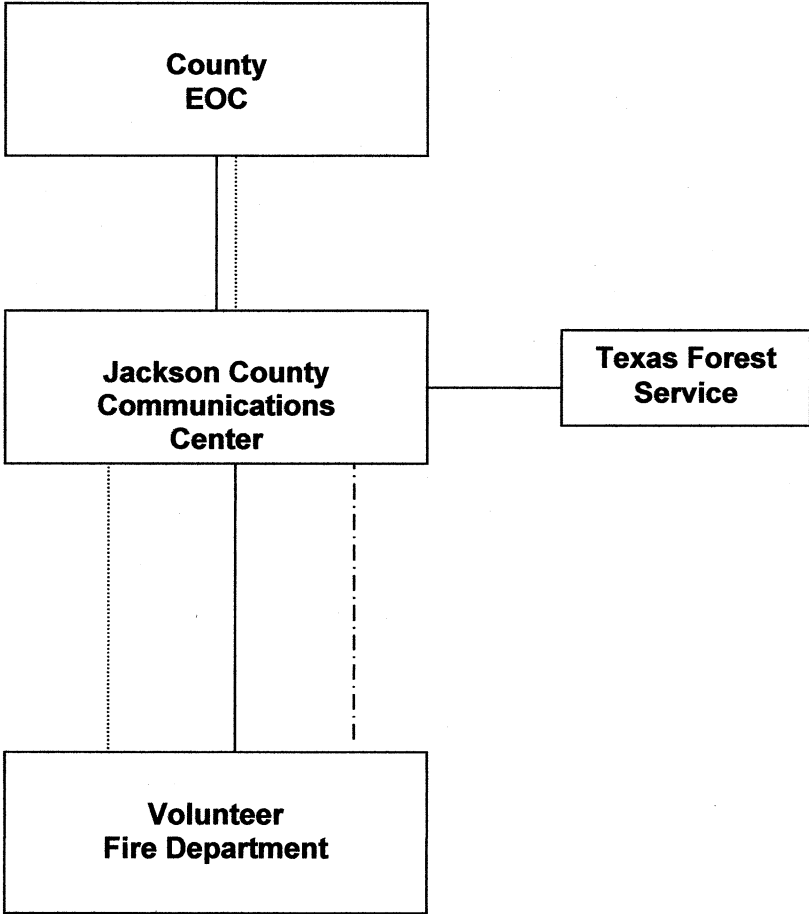 County
EOC
Jackson County
Communications
Center
Texas Forest
Service
Volunteer
Fire Department